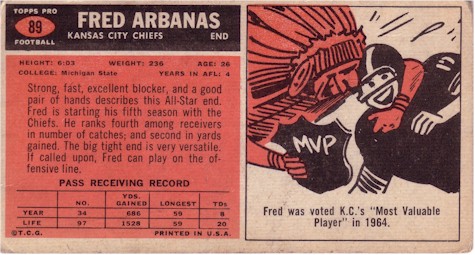 TOPPS PRO
89
FOOTBALL
FRED ARBANAS
KANSAS CITY CHIEFS END
HEIGHT: 6:03 WEIGHT: 236 AGE: 26
COLLEGE: Michigan State YEARS IN AFL: 4
Strong, fast, excellent blocker, and a good
pair of hands describes this All-Star end.
Fred is starting his fifth season with the
Chiefs. He ranks fourth among receivers
in number of catches; and second in yards
gained. The big tight end is very versatile.
If called upon, Fred can play on the of-
fensive line.
PASS RECEIVING RECORD
NO. YDS. GAINED LONGEST TDs
YEAR 34 686 59 8
LIFE 97 1528 59 20
©T.C.G. PRINTED IN U.S.A.
MVP
Fred was voted K.C.'s "Most Valuable
Player" in 1964.